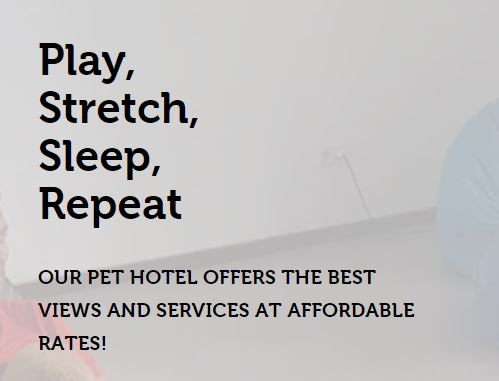 Play,
Stretch,
Sleep,
Repeat
OUR PET HOTEL OFFERS THE BEST
VIEWS AND SERVICES AT AFFORDABLE
RATES!